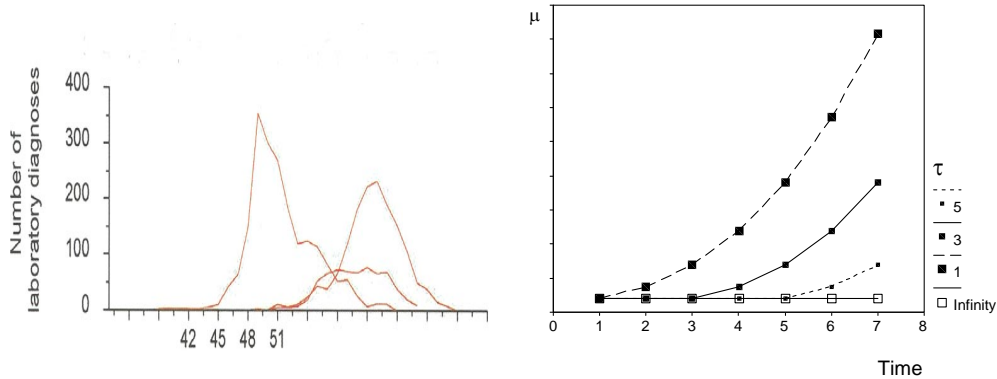 Number of
laboratory diagnoses
400
300
200
100
0
42 45 48 51
μ
0 1 2 3 4 5 6 7 8
Time
τ
5
3
1
Infinity